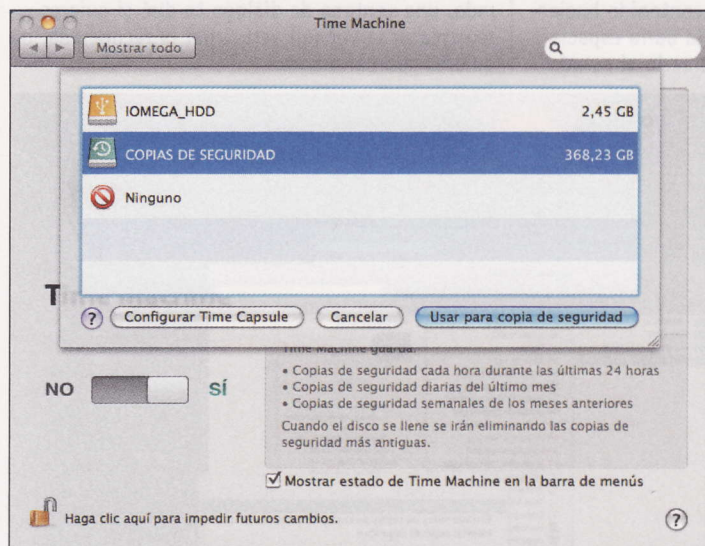 Time Machine
Mostrar todo
IOMEGA_HDD 2,45 GB
COPIAS DE SEGURIDAD 368,23 GB
Ninguno
? Configurar Time Capsule Cancelar Usar para copia de seguridad
Time Machine guarda:
• Copias de seguridad cada hora durante las últimas 24 horas
NO SÍ
• Copias de seguridad diarias del último mes
• Copias de seguridad semanales de los meses anteriores
Cuando el disco se llene se irán eliminando las copias de
seguridad más antiguas.
Mostrar estado de Time Machine en la barra de menús
Haga clic aquí para impedir futuros cambios. ?